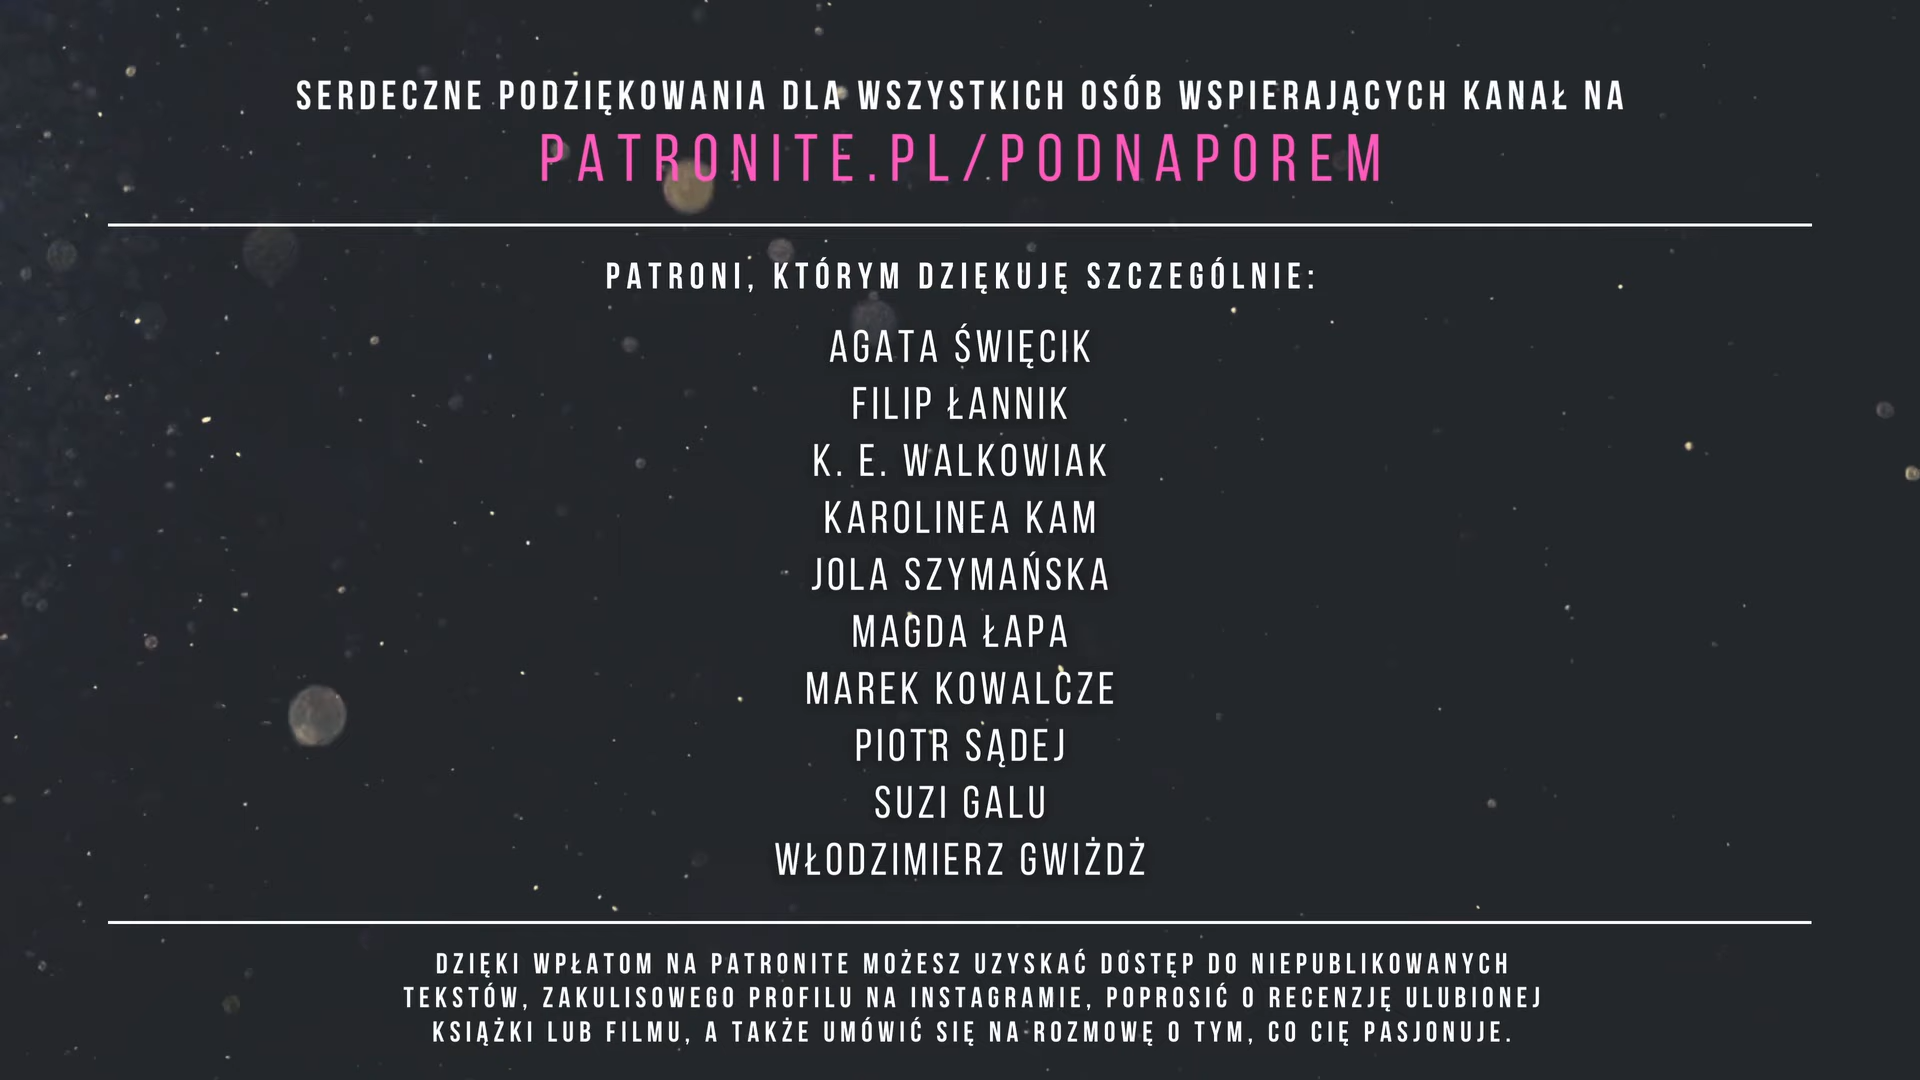 SERDECZNE PODZIĘKOWANIA DLA WSZYSTKICH OSÓB WSPIERAJĄCYCH KANAŁ NA
PATRONITE.PL/PODNAPOREM
PATRONI, KTÓRYM DZIĘKUJĘ SZCZEGÓLNIE:
AGATA ŚWIĘCIK
FILIP ŁANNIK
K. E. WALKOWIAK
KAROLINEA KAM
JOLA SZYMAŃSKA
MAGDA ŁAPA
MAREK KOWALCZE
PIOTR SĄDEJ
SUZI GALU
WŁODZIMIERZ GWIŻDŻ
DZIĘKI WPŁATOM NA PATRONITE MOŻESZ UZYSKAĆ DOSTĘP DO NIEPUBLIKOWANYCH
TEKSTÓW, ZAKULISOWEGO PROFILU NA INSTAGRAMIE, POPROSIĆ O RECENZJĘ ULUBIONEJ
KSIĄŻKI LUB FILMU, A TAKŻE UMÓWIĆ SIĘ NA ROZMOWĘ O TYM, CO CIĘ PASJONUJE.